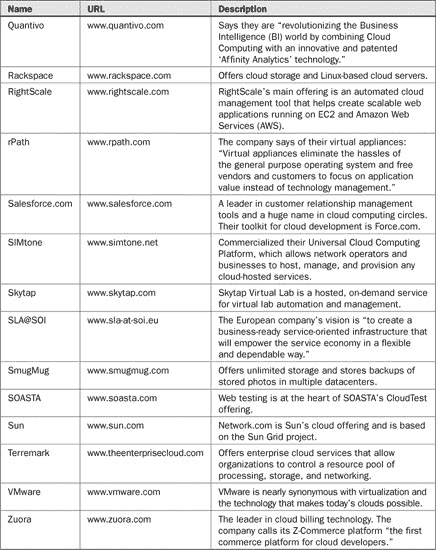 Name URL Description
Quantivo www.quantivo.com Says they are “revolutionizing the Business
Intelligence (BI) world by combining Cloud
Computing with an innovative and patented
‘Affinity Analytics’ technology.”
Rackspace www.rackspace.com Offers cloud storage and Linux-based cloud servers.
RightScale www.rightscale.com RightScale’s main offering is an automated cloud
management tool that helps create scalable web
applications running on EC2 and Amazon Web
Services (AWS).
rPath www.rpath.com The company says of their virtual appliances:
“Virtual appliances eliminate the hassles of
the general purpose operating system and free
vendors and customers to focus on application
value instead of technology management.”
Salesforce.com www.salesforce.com A leader in customer relationship management
tools and a huge name in cloud computing circles.
Their toolkit for cloud development is Force.com.
SIMtone www.simtone.net Commercialized their Universal Cloud Computing
Platform, which allows network operators and
businesses to host, manage, and provision any
cloud-hosted services.
Skytap www.skytap.com Skytap Virtual Lab is a hosted, on-demand service
for virtual lab automation and management.
SLA@SOI www.sla-at-soi.eu The European company’s vision is “to create a
business-ready service-oriented infrastructure that
will empower the service economy in a flexible
and dependable way.”
SmugMug www.smugmug.com Offers unlimited storage and stores backups of
stored photos in multiple datacenters.
SOASTA www.soasta.com Web testing is at the heart of SOASTA’s CloudTest
offering.
Sun www.sun.com Network.com is Sun’s cloud offering and is based
on the Sun Grid project.
Terremark www.theenterprisecloud.com Offers enterprise cloud services that allow
organizations to control a resource pool of
processing, storage, and networking.
VMware www.vmware.com VMware is nearly synonymous with virtualization and
the technology that makes today’s clouds possible.
Zuora www.zuora.com The leader in cloud billing technology. The
company calls its Z-Commerce platform “the first
commerce platform for cloud developers.”